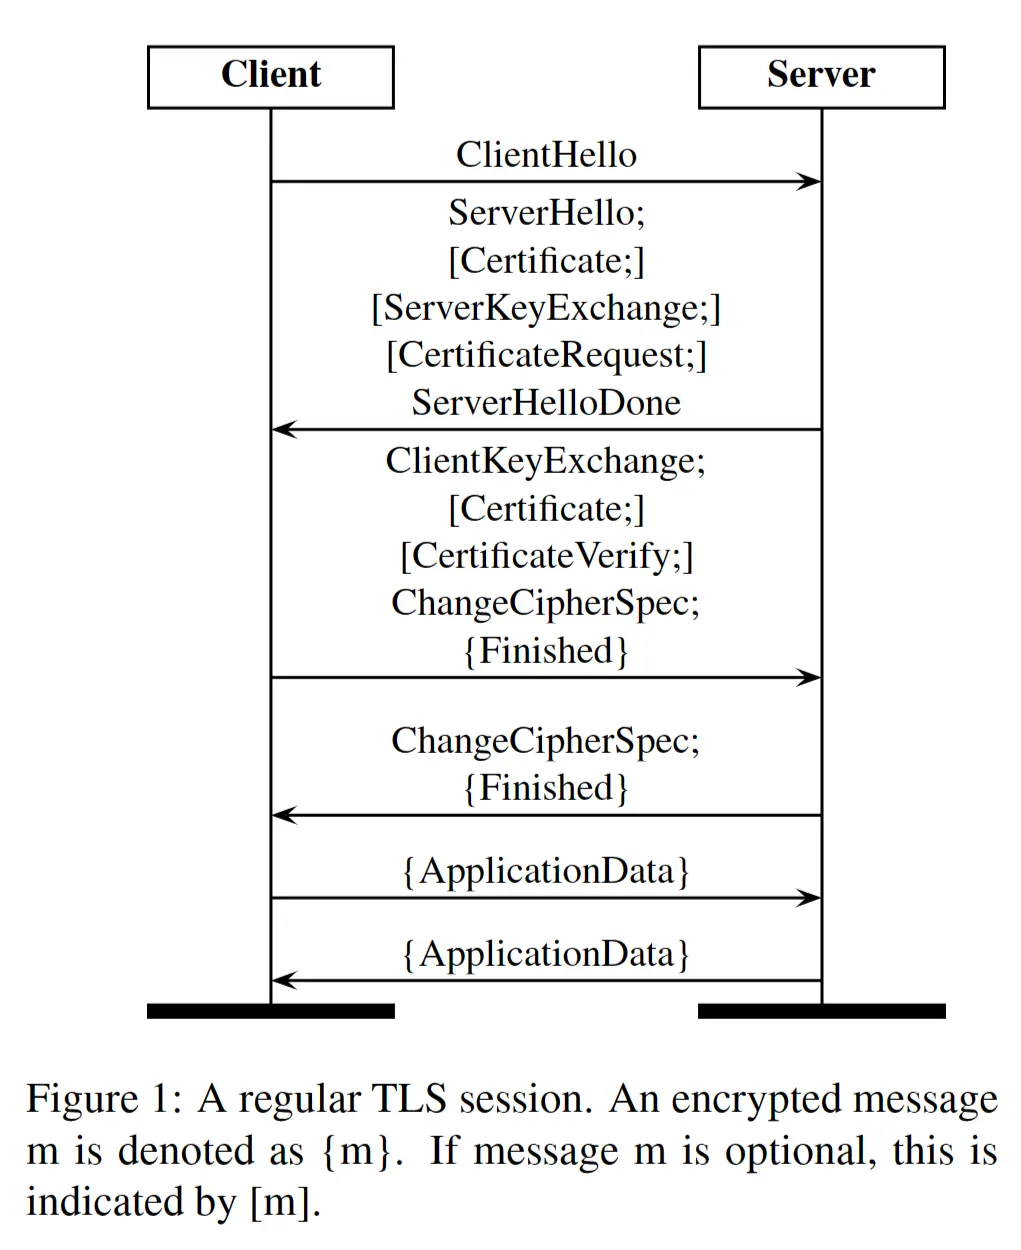 Client
Server
ClientHello
ServerHello;
[Certificate;]
[ServerKeyExchange;]
[CertificateRequest;]
ServerHelloDone
ClientKeyExchange;
[Certificate;]
[CertificateVerify;]
ChangeCipherSpec;
{Finished}
ChangeCipherSpec;
{Finished}
{ApplicationData}
{ApplicationData}
Figure 1: A regular TLS session. An encrypted message
m is denoted as {m}. If message m is optional, this is
indicated by [m].